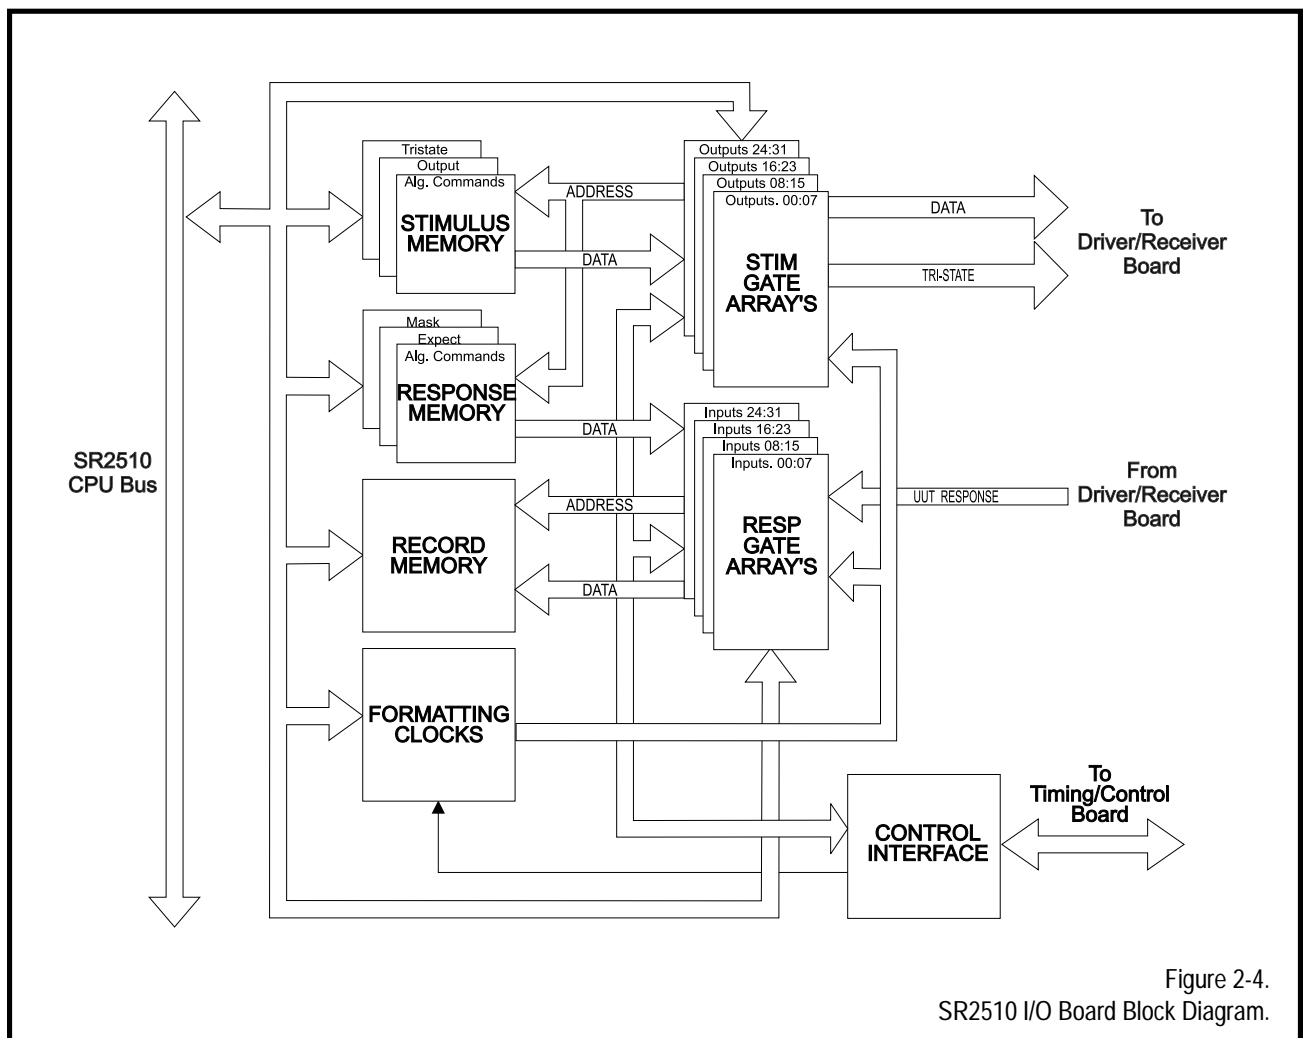 Tristate
Output
Alg. Commands
STIMULUS
MEMORY
ADDRESS
DATA
Outputs 24:31
Outputs 16:23
Outputs 08:15
Outputs. 00:07
STIM
GATE
ARRAY'S
DATA
TRI-STATE
To
Driver/Receiver
Board
Mask
Expect
Alg. Commands
RESPONSE
MEMORY
DATA
Inputs 24:31
Inputs 16:23
Inputs 08:15
Inputs. 00:07
RESP
GATE
ARRAY'S
UUT RESPONSE
From
Driver/Receiver
Board
SR2510
CPU Bus
RECORD
MEMORY
ADDRESS
DATA
FORMATTING
CLOCKS
CONTROL
INTERFACE
To
Timing/Control
Board
Figure 2-4.
SR2510 I/O Board Block Diagram.